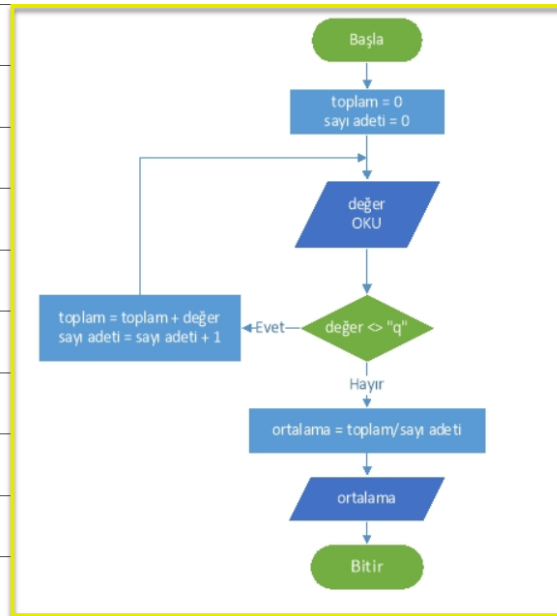 Başla
toplam = 0
sayı adeti = 0
değer
OKU
değer <> "q"
Evet
toplam = toplam + değer
sayı adeti = sayı adeti + 1
Hayır
ortalama = toplam/sayı adeti
ortalama
Bitir